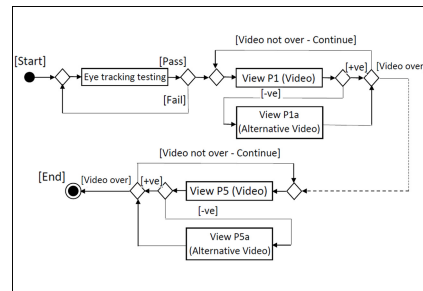 [Video not over - Continue]
[Start]
[Pass]
[+ve]
[Video over]
Eye tracking testing
View P1 (Video)
[Fail]
[-ve]
View P1a
(Alternative Video)
[Video not over - Continue]
[End]
[Video over]
[+ve]
View P5 (Video)
[-ve]
View P5a
(Alternative Video)